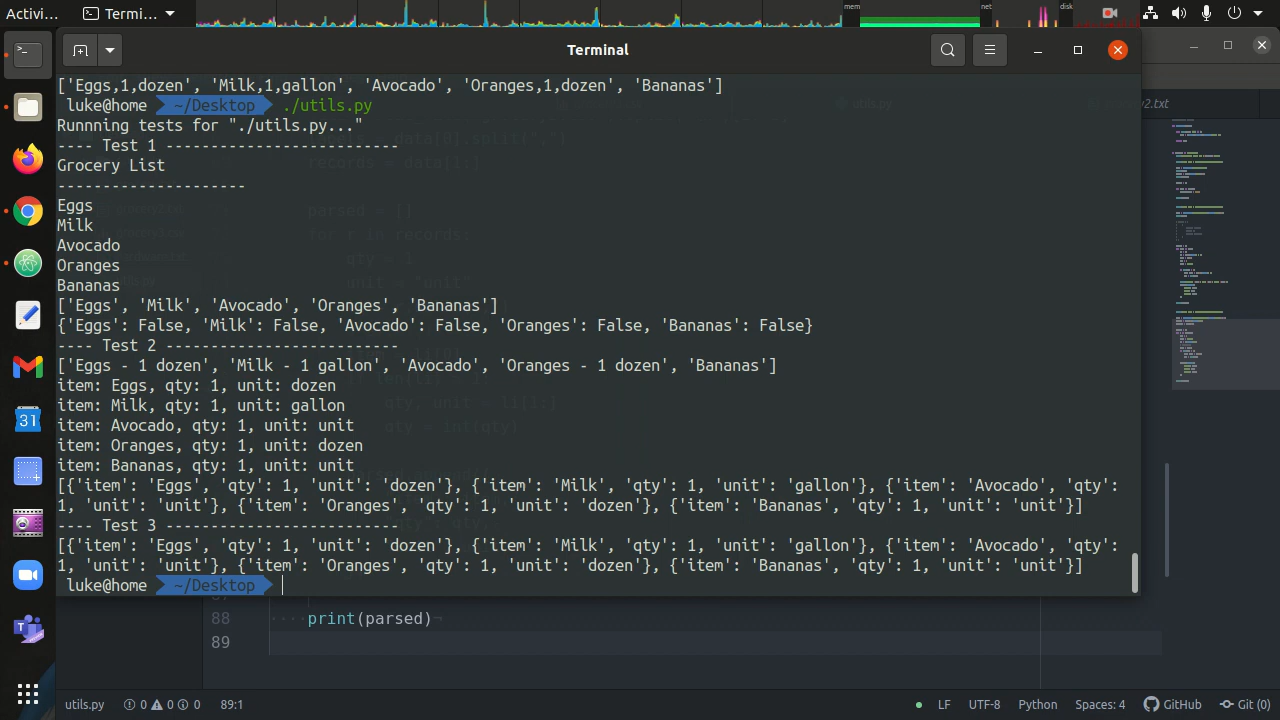 Activi... Termi...
mem net disk
Terminal
['Eggs,1,dozen', 'Milk,1,gallon', 'Avocado', 'Oranges,1,dozen', 'Bananas']
luke@home ~/Desktop ./utils.py
Runnning tests for "./utils.py..."
---- Test 1 --------------------------
Grocery List
---------------------
Eggs
Milk
Avocado
Oranges
Bananas
['Eggs', 'Milk', 'Avocado', 'Oranges', 'Bananas']
{'Eggs': False, 'Milk': False, 'Avocado': False, 'Oranges': False, 'Bananas': False}
---- Test 2 --------------------------
['Eggs - 1 dozen', 'Milk - 1 gallon', 'Avocado', 'Oranges - 1 dozen', 'Bananas']
item: Eggs, qty: 1, unit: dozen
item: Milk, qty: 1, unit: gallon
item: Avocado, qty: 1, unit: unit
item: Oranges, qty: 1, unit: dozen
item: Bananas, qty: 1, unit: unit
[{'item': 'Eggs', 'qty': 1, 'unit': 'dozen'}, {'item': 'Milk', 'qty': 1, 'unit': 'gallon'}, {'item': 'Avocado', 'qty':
1, 'unit': 'unit'}, {'item': 'Oranges', 'qty': 1, 'unit': 'dozen'}, {'item': 'Bananas', 'qty': 1, 'unit': 'unit'}]
---- Test 3 --------------------------
[{'item': 'Eggs', 'qty': 1, 'unit': 'dozen'}, {'item': 'Milk', 'qty': 1, 'unit': 'gallon'}, {'item': 'Avocado', 'qty':
1, 'unit': 'unit'}, {'item': 'Oranges', 'qty': 1, 'unit': 'dozen'}, {'item': 'Bananas', 'qty': 1, 'unit': 'unit'}]
luke@home ~/Desktop
88 print(parsed)
89
utils.py 0 0 0 89:1 LF UTF-8 Python Spaces: 4 GitHub Git (0)
31